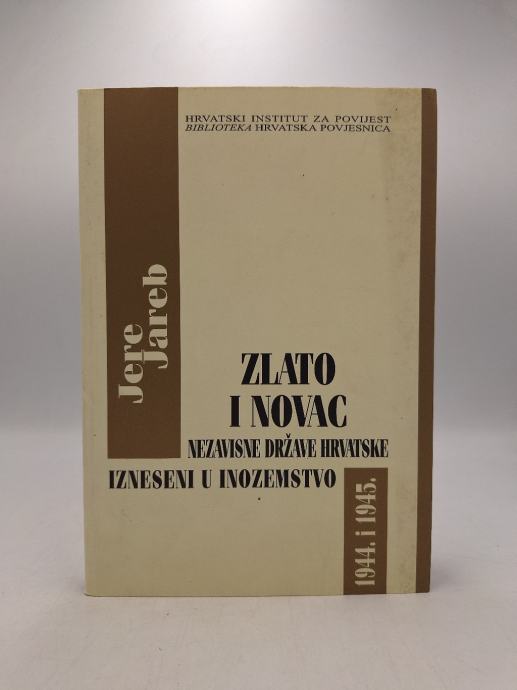 HRVATSKI INSTITUT ZA POVIJEST
BIBLIOTEKA HRVATSKA POVJESNICA
Jere
Jareb
ZLATO
I NOVAC
NEZAVISNE DRŽAVE HRVATSKE
IZNESENI U INOZEMSTVO
1944. i 1945.